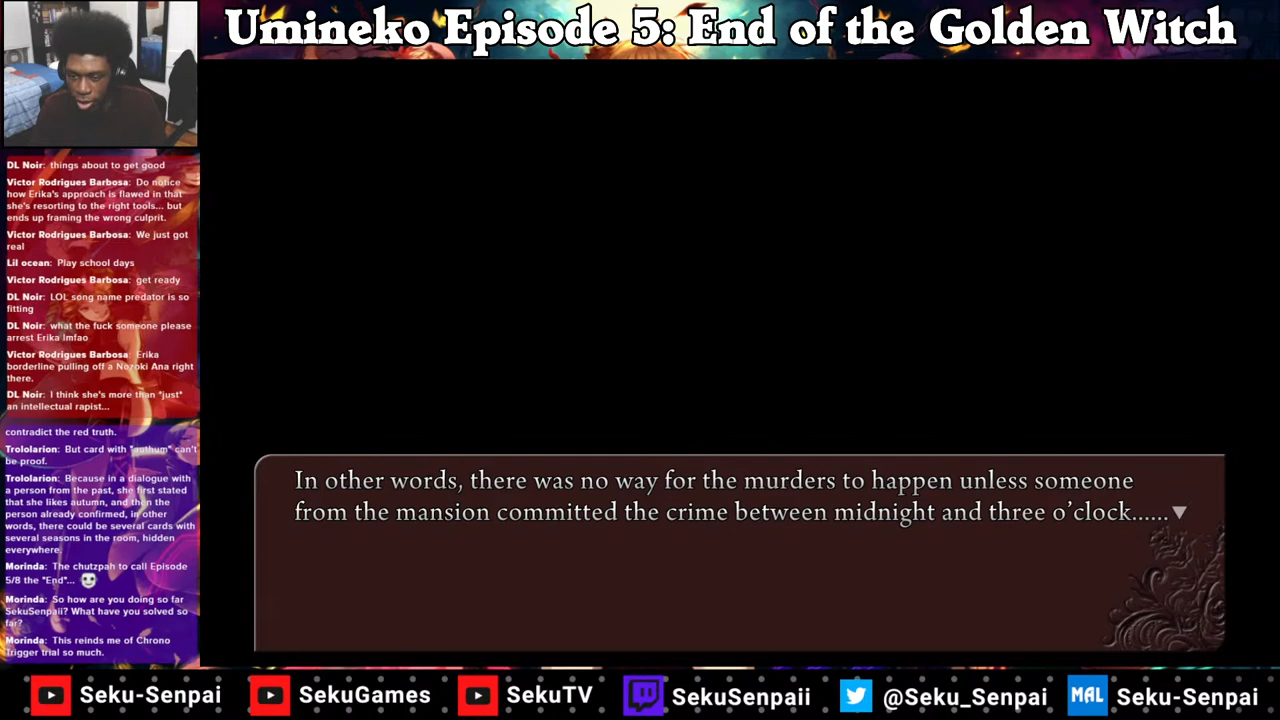 Umineko Episode 5: End of the Golden Witch
DL Noir: things about to get good
Victor Rodrigues Barbosa: Do notice
how Erika's approach is flawed in that
she's resorting to the right tools... but
ends up framing the wrong culprit.
Victor Rodrigues Barbosa: We just got
real
Lil ocean: Play school days
Victor Rodrigues Barbosa: get ready
DL Noir: LOL song name predator is so
fitting
DL Noir: what the fuck someone please
arrest Erika lmfao
Victor Rodrigues Barbosa: Erika
borderline pulling off a Nozoki Ana right
there.
DL Noir: I think she's more than *just*
an intellectual rapist...
contradict the red truth.
Trololarion: But card with "authum" can't
be proof.
Trololarion: Because in a dialogue with
a person from the past, she first stated
that she likes autumn, and then the
person already confirmed, in other
words, there could be several cards with
several seasons in the room, hidden
everywhere.
Morinda: The chutzpah to call Episode
5/8 the "End"...
Morinda: So how are you doing so far
SekuSenpaii? What have you solved so
far?
Morinda: This reinds me of Chrono
Trigger trial so much.
In other words, there was no way for the murders to happen unless someone
from the mansion committed the crime between midnight and three o'clock......
Seku-Senpai
SekuGames
SekuTV
SekuSenpaii
@Seku_Senpai
MAL
Seku-Senpai